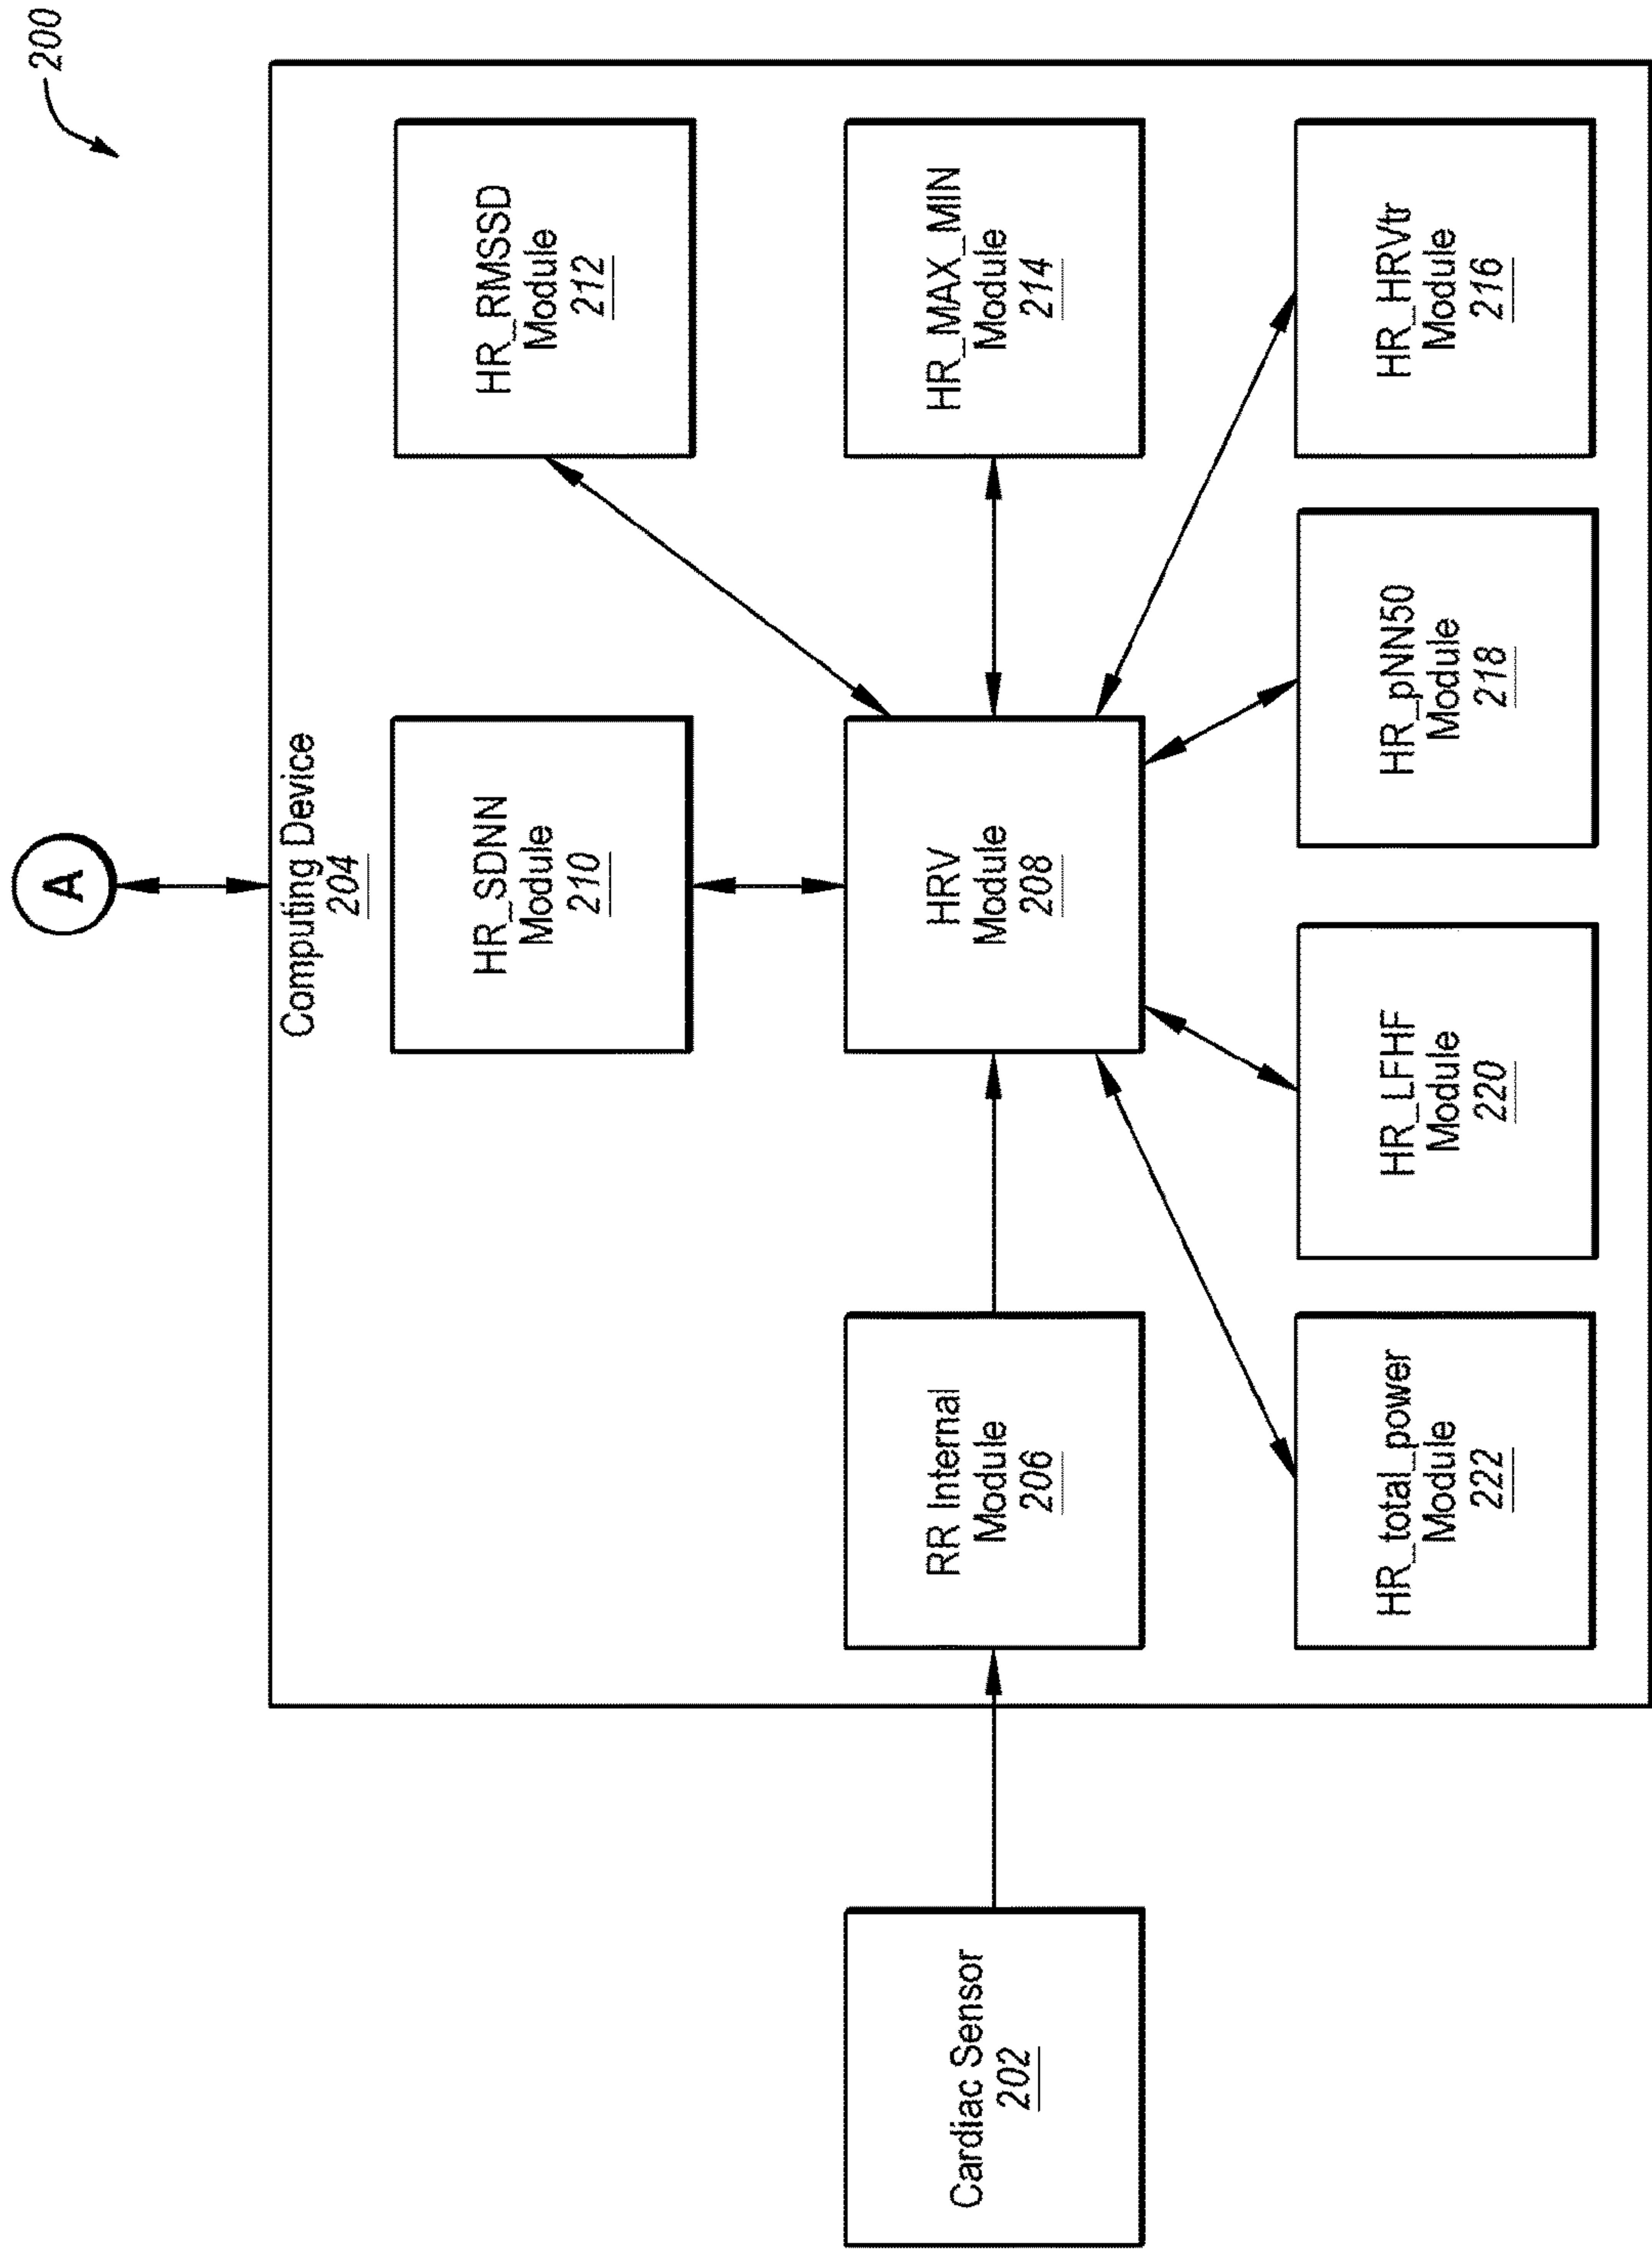 200
A
Computing Device
204
HR_SDNN
Module
210
HR_RMSSD
Module
212
Cardiac Sensor
202
RR Internal
Module
206
HRV
Module
208
HR_MAX_MIN
Module
214
HR_total_power
Module
222
HR_LFHF
Module
220
HR_pNN50
Module
218
HR_HRVtr
Module
216